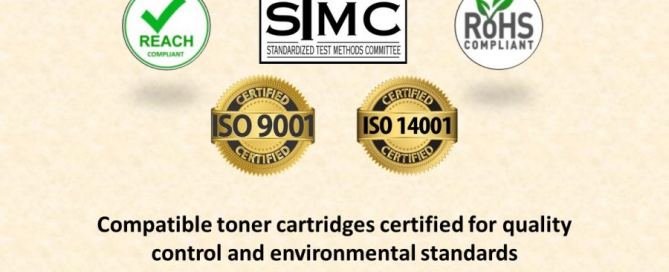 REACH
COMPLIANT
STMC
STANDARDIZED TEST METHODS COMMITTEE
RoHS
COMPLIANT
CERTIFIED
ISO 9001
CERTIFIED
CERTIFIED
ISO 14001
CERTIFIED
Compatible toner cartridges certified for quality
control and environmental standards